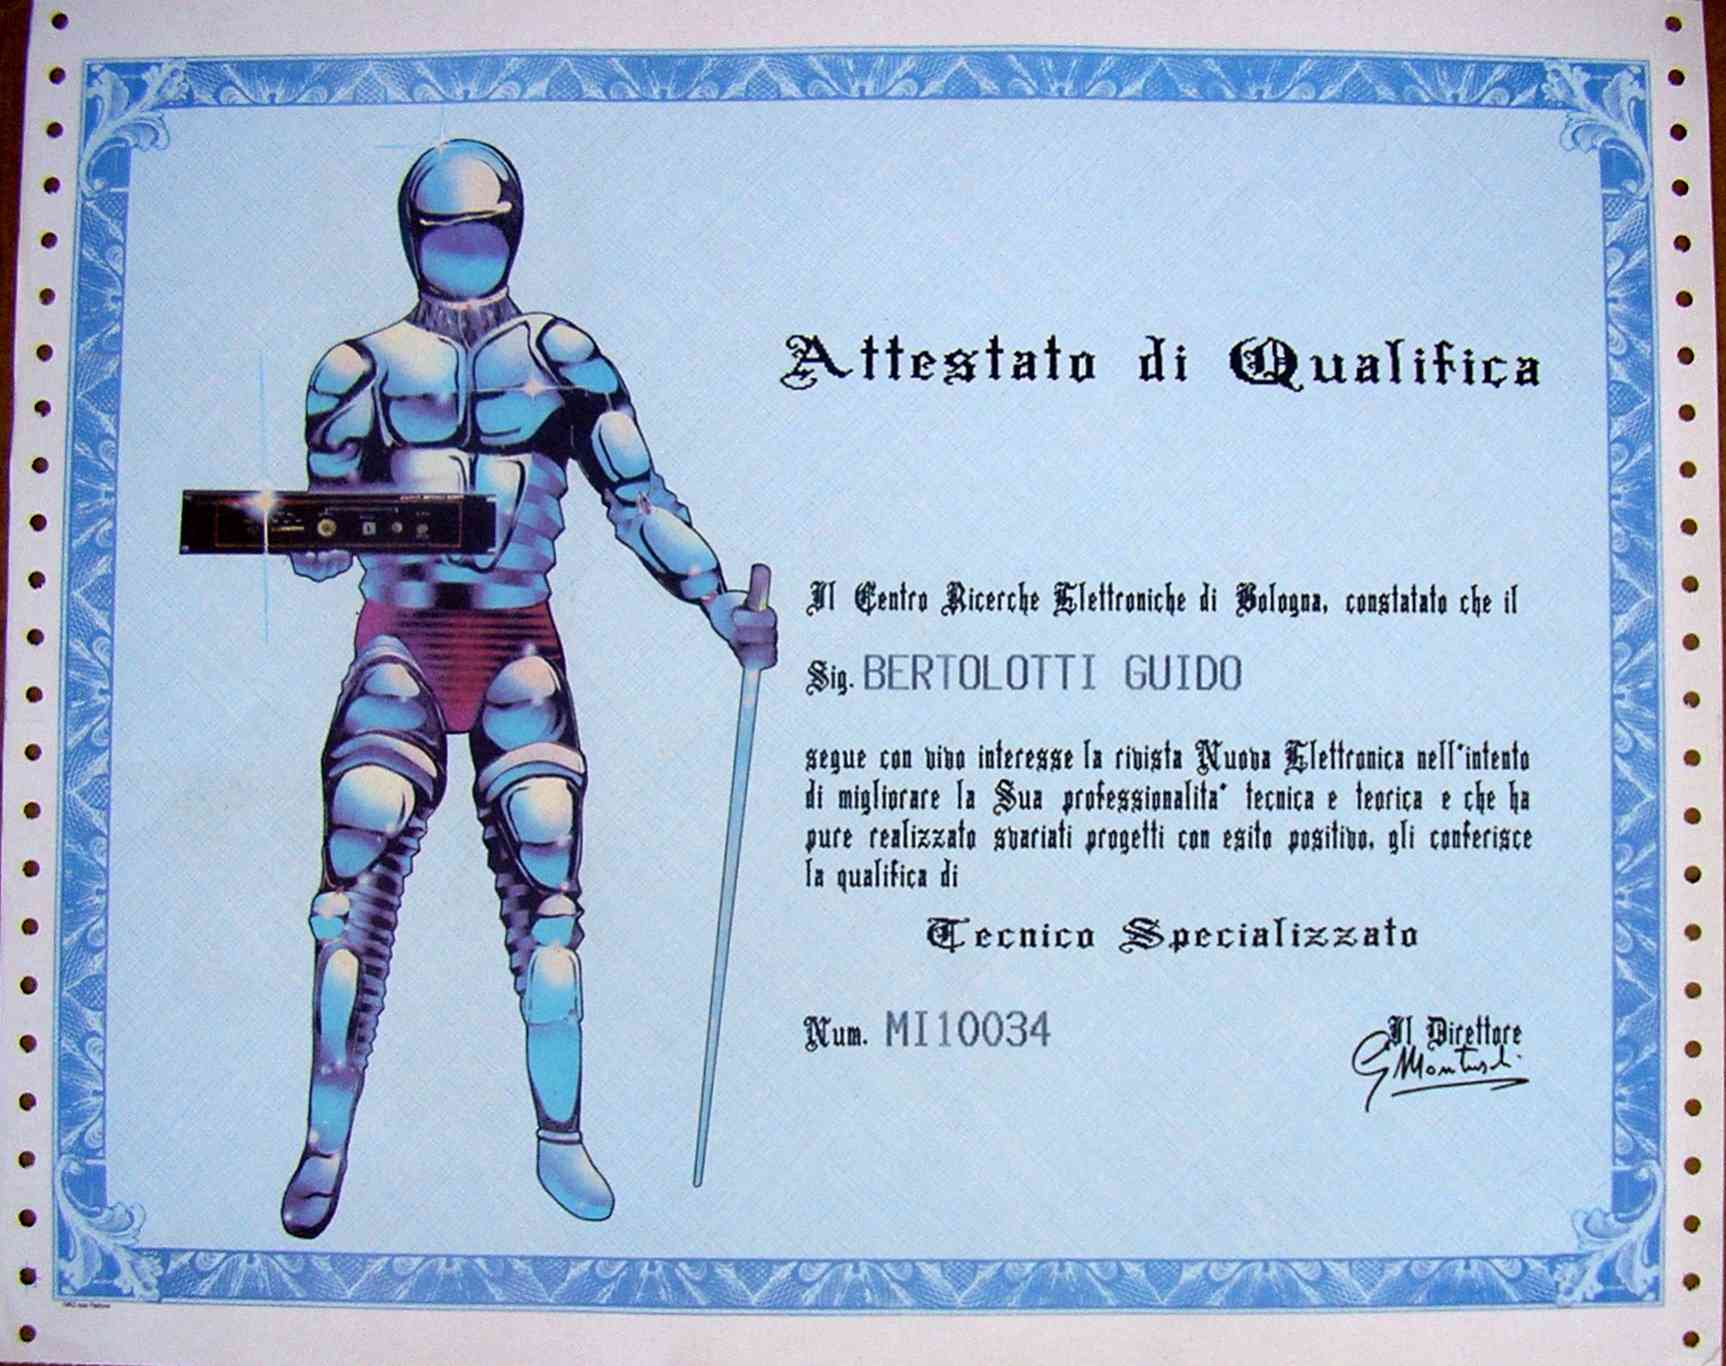 Attestato di Qualifica
Il Centro Ricerche Elettroniche di Bologna, constatato che il
Sig. BERTOLOTTI GUIDO
segue con vivo interesse la rivista Nuova Elettronica nell'intento
di migliorare la Sua professionalita' tecnica e teorica e che ha
pure realizzato svariati progetti con esito positivo, gli conferisce
la qualifica di
Tecnico Specializzato
Num. MI10034
Il Direttore
G Montuschi